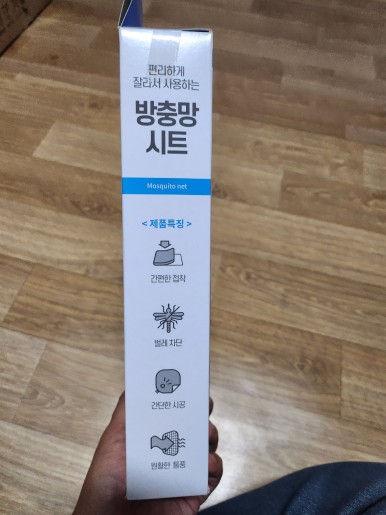 편리하게
잘라서 사용하는
방충망
시트
Mosquito net
< 제품특징 >
간편한 접착
벌레 차단
간단한 시공
원활한 통풍